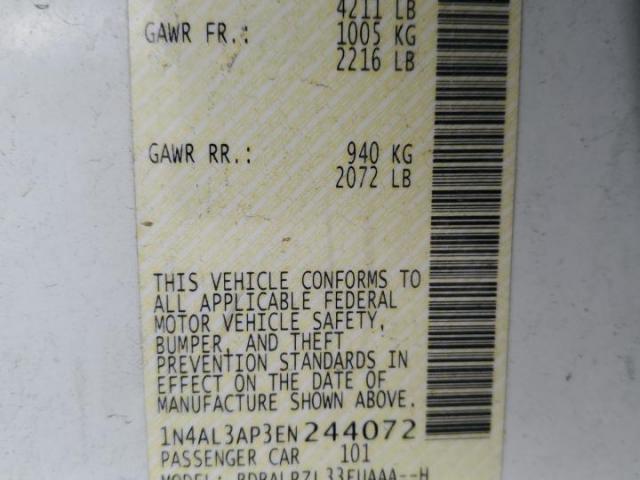 4211 LB
GAWR FR.: 1005 KG
2216 LB
GAWR RR.: 940 KG
2072 LB
THIS VEHICLE CONFORMS TO
ALL APPLICABLE FEDERAL
MOTOR VEHICLE SAFETY,
BUMPER, AND THEFT
PREVENTION STANDARDS IN
EFFECT ON THE DATE OF
MANUFACTURE SHOWN ABOVE.
1N4AL3AP3EN244072
PASSENGER CAR 101
MODEL: